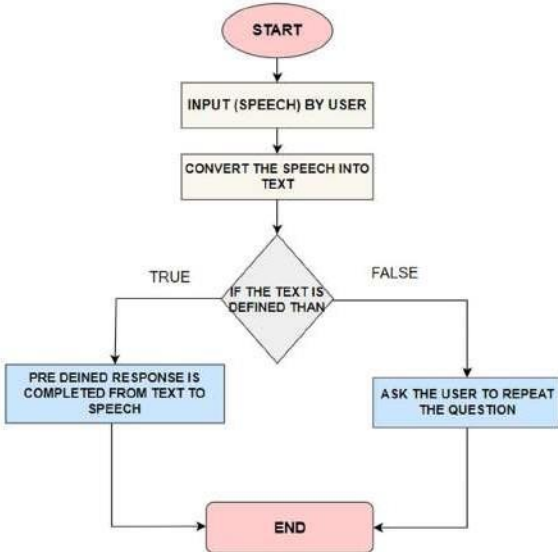 START
INPUT (SPEECH) BY USER
CONVERT THE SPEECH INTO
TEXT
TRUE
FALSE
IF THE TEXT IS
DEFINED THAN
PRE DEINED RESPONSE IS
COMPLETED FROM TEXT TO
SPEECH
ASK THE USER TO REPEAT
THE QUESTION
END